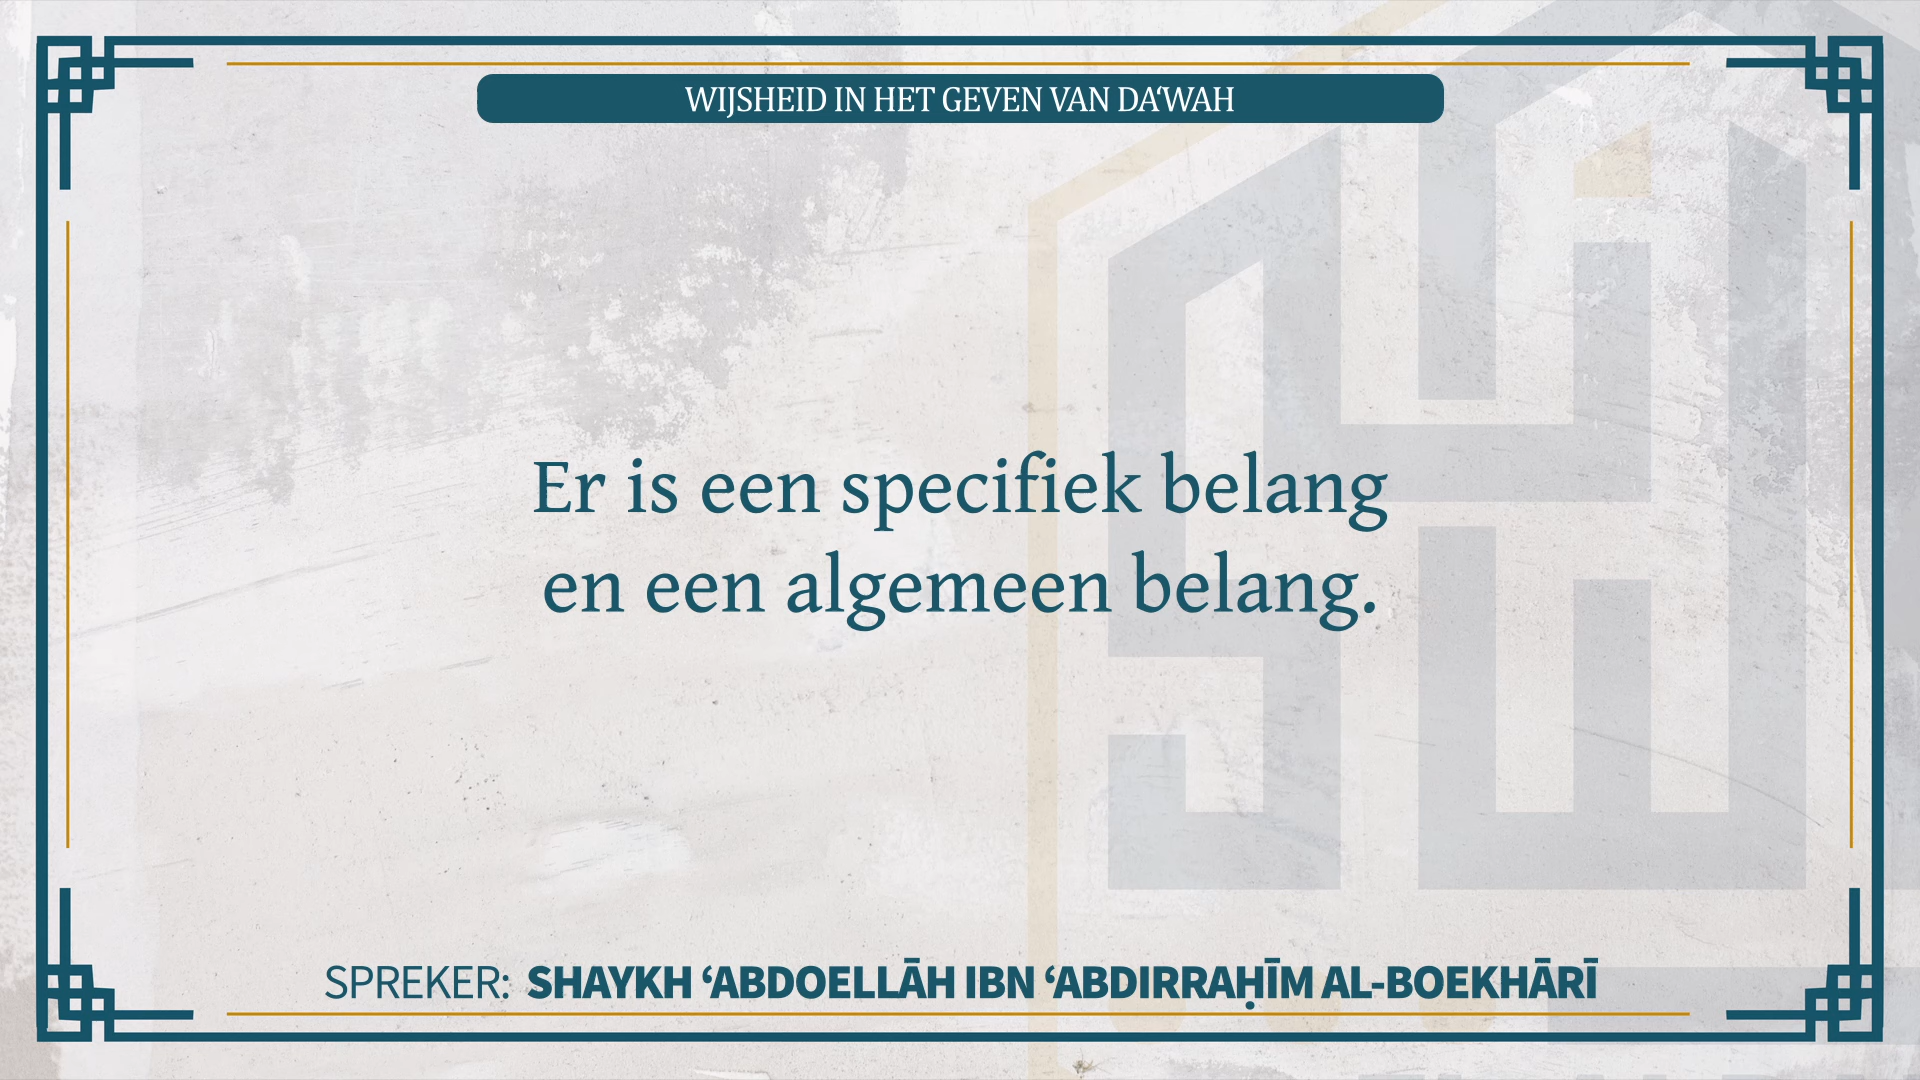 WIJSHEID IN HET GEVEN VAN DA‘WAH
Er is een specifiek belang
en een algemeen belang.
SPREKER: SHAYKH ‘ABDOELLĀH IBN ‘ABDIRRAḤĪM AL-BOEKHĀRĪ